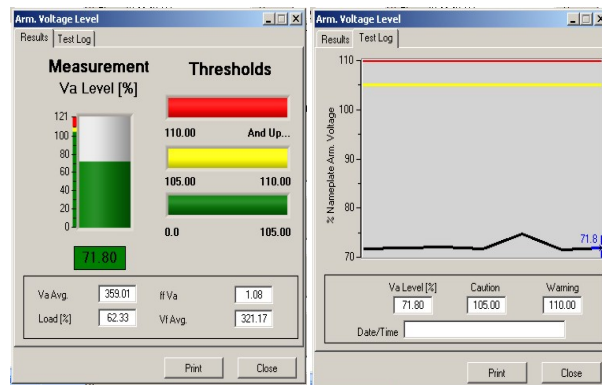 Arm. Voltage Level
Results Test Log
Measurement
Va Level [%]
121
100
80
60
40
20
0
71.80
Thresholds
110.00 And Up...
105.00 110.00
0.0 105.00
Va Avg. 359.01 ff Va 1.08
Load [%] 62.33 Vf Avg. 321.17
Print Close
Arm. Voltage Level
Results Test Log
% Nameplate Arm. Voltage
110
100
90
80
70
71.8
Va Level [%] Caution Warning
71.80 105.00 110.00
Date/Time
Print Close